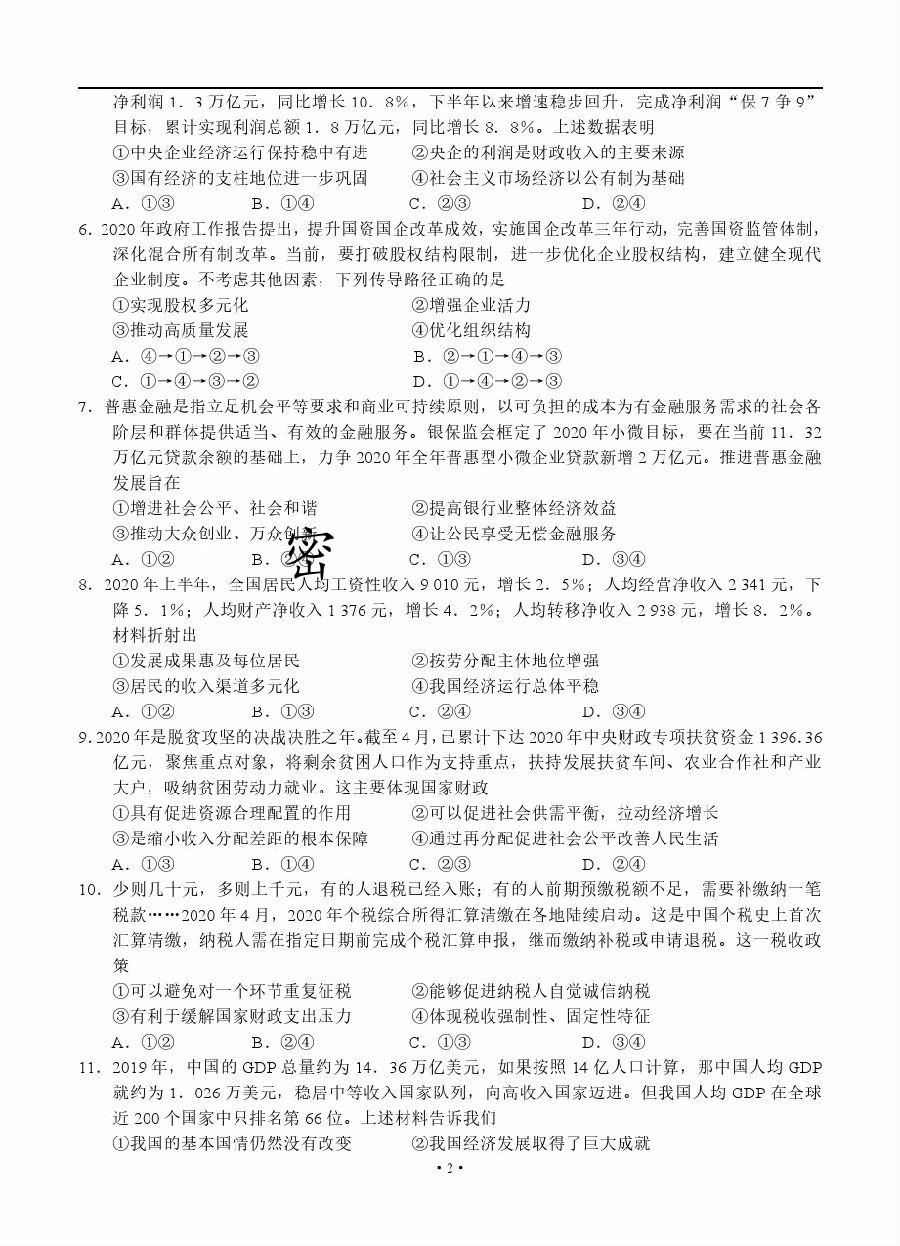 净利润 1．3 万亿元，同比增长 10．8%，下半年以来增速稳步回升，完成净利润“保 7 争 9”
目标，累计实现利润总额 1．8 万亿元，同比增长 8．8%。上述数据表明
①中央企业经济运行保持稳中有进 ②央企的利润是财政收入的主要来源
③国有经济的支柱地位进一步巩固 ④社会主义市场经济以公有制为基础
A．①③ B．①④ C．②③ D．②④
6．2020 年政府工作报告提出，提升国资国企改革成效，实施国企改革三年行动，完善国资监管体制，
深化混合所有制改革。当前，要打破股权结构限制，进一步优化企业股权结构，建立健全现代
企业制度。不考虑其他因素，下列传导路径正确的是
①实现股权多元化 ②增强企业活力
③推动高质量发展 ④优化组织结构
A．④→①→②→③ B．②→①→④→③
C．①→④→③→② D．①→④→②→③
7．普惠金融是指立足机会平等要求和商业可持续原则，以可负担的成本为有金融服务需求的社会各
阶层和群体提供适当、有效的金融服务。银保监会框定了 2020 年小微目标，要在当前 11．32
万亿元贷款余额的基础上，力争 2020 年全年普惠型小微企业贷款新增 2 万亿元。推进普惠金融
发展旨在
①增进社会公平、社会和谐 ②提高银行业整体经济效益
③推动大众创业、万众创新 ④让公民享受无偿金融服务
A．①② B．②④ C．①③ D．③④
密
8．2020 年上半年，全国居民人均工资性收入 9 010 元，增长 2．5%；人均经营净收入 2 341 元，下
降 5．1%；人均财产净收入 1 376 元，增长 4．2%；人均转移净收入 2 938 元，增长 8．2%。
材料折射出
①发展成果惠及每位居民 ②按劳分配主休地位增强
③居民的收入渠道多元化 ④我国经济运行总体平稳
A．①② B．①③ C．②④ D．③④
9．2020 年是脱贫攻坚的决战决胜之年。截至 4 月，已累计下达 2020 年中央财政专项扶贫资金 1 396.36
亿元，聚焦重点对象，将剩余贫困人口作为支持重点，扶持发展扶贫车间、农业合作社和产业
大户，吸纳贫困劳动力就业。这主要体现国家财政
①具有促进资源合理配置的作用 ②可以促进社会供需平衡，拉动经济增长
③是缩小收入分配差距的根本保障 ④通过再分配促进社会公平改善人民生活
A．①③ B．①④ C．②③ D．②④
10．少则几十元，多则上千元，有的人退税已经入账；有的人前期预缴税额不足，需要补缴纳一笔
税款……2020 年 4 月，2020 年个税综合所得汇算清缴在各地陆续启动。这是中国个税史上首次
汇算清缴，纳税人需在指定日期前完成个税汇算申报，继而缴纳补税或申请退税。这一税收政
策
①可以避免对一个环节重复征税 ②能够促进纳税人自觉诚信纳税
③有利于缓解国家财政支出压力 ④体现税收强制性、固定性特征
A．①② B．②④ C．①③ D．③④
11．2019 年，中国的 GDP 总量约为 14．36 万亿美元，如果按照 14 亿人口计算，那中国人均 GDP
就约为 1．026 万美元，稳居中等收入国家队列，向高收入国家迈进。但我国人均 GDP 在全球
近 200 个国家中只排名第 66 位。上述材料告诉我们
①我国的基本国情仍然没有改变 ②我国经济发展取得了巨大成就
·2·